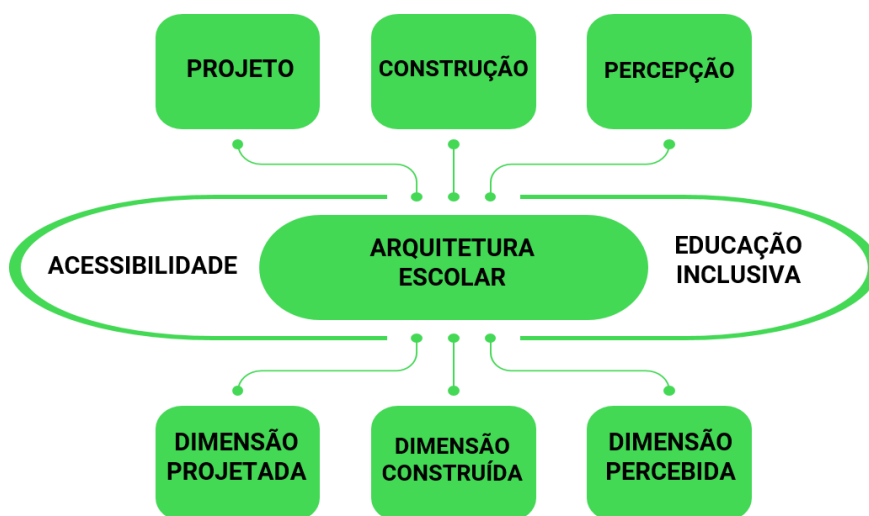 PROJETO
CONSTRUÇÃO
PERCEPÇÃO
ACESSIBILIDADE
ARQUITETURA
ESCOLAR
EDUCAÇÃO
INCLUSIVA
DIMENSÃO
PROJETADA
DIMENSÃO
CONSTRUÍDA
DIMENSÃO
PERCEBIDA